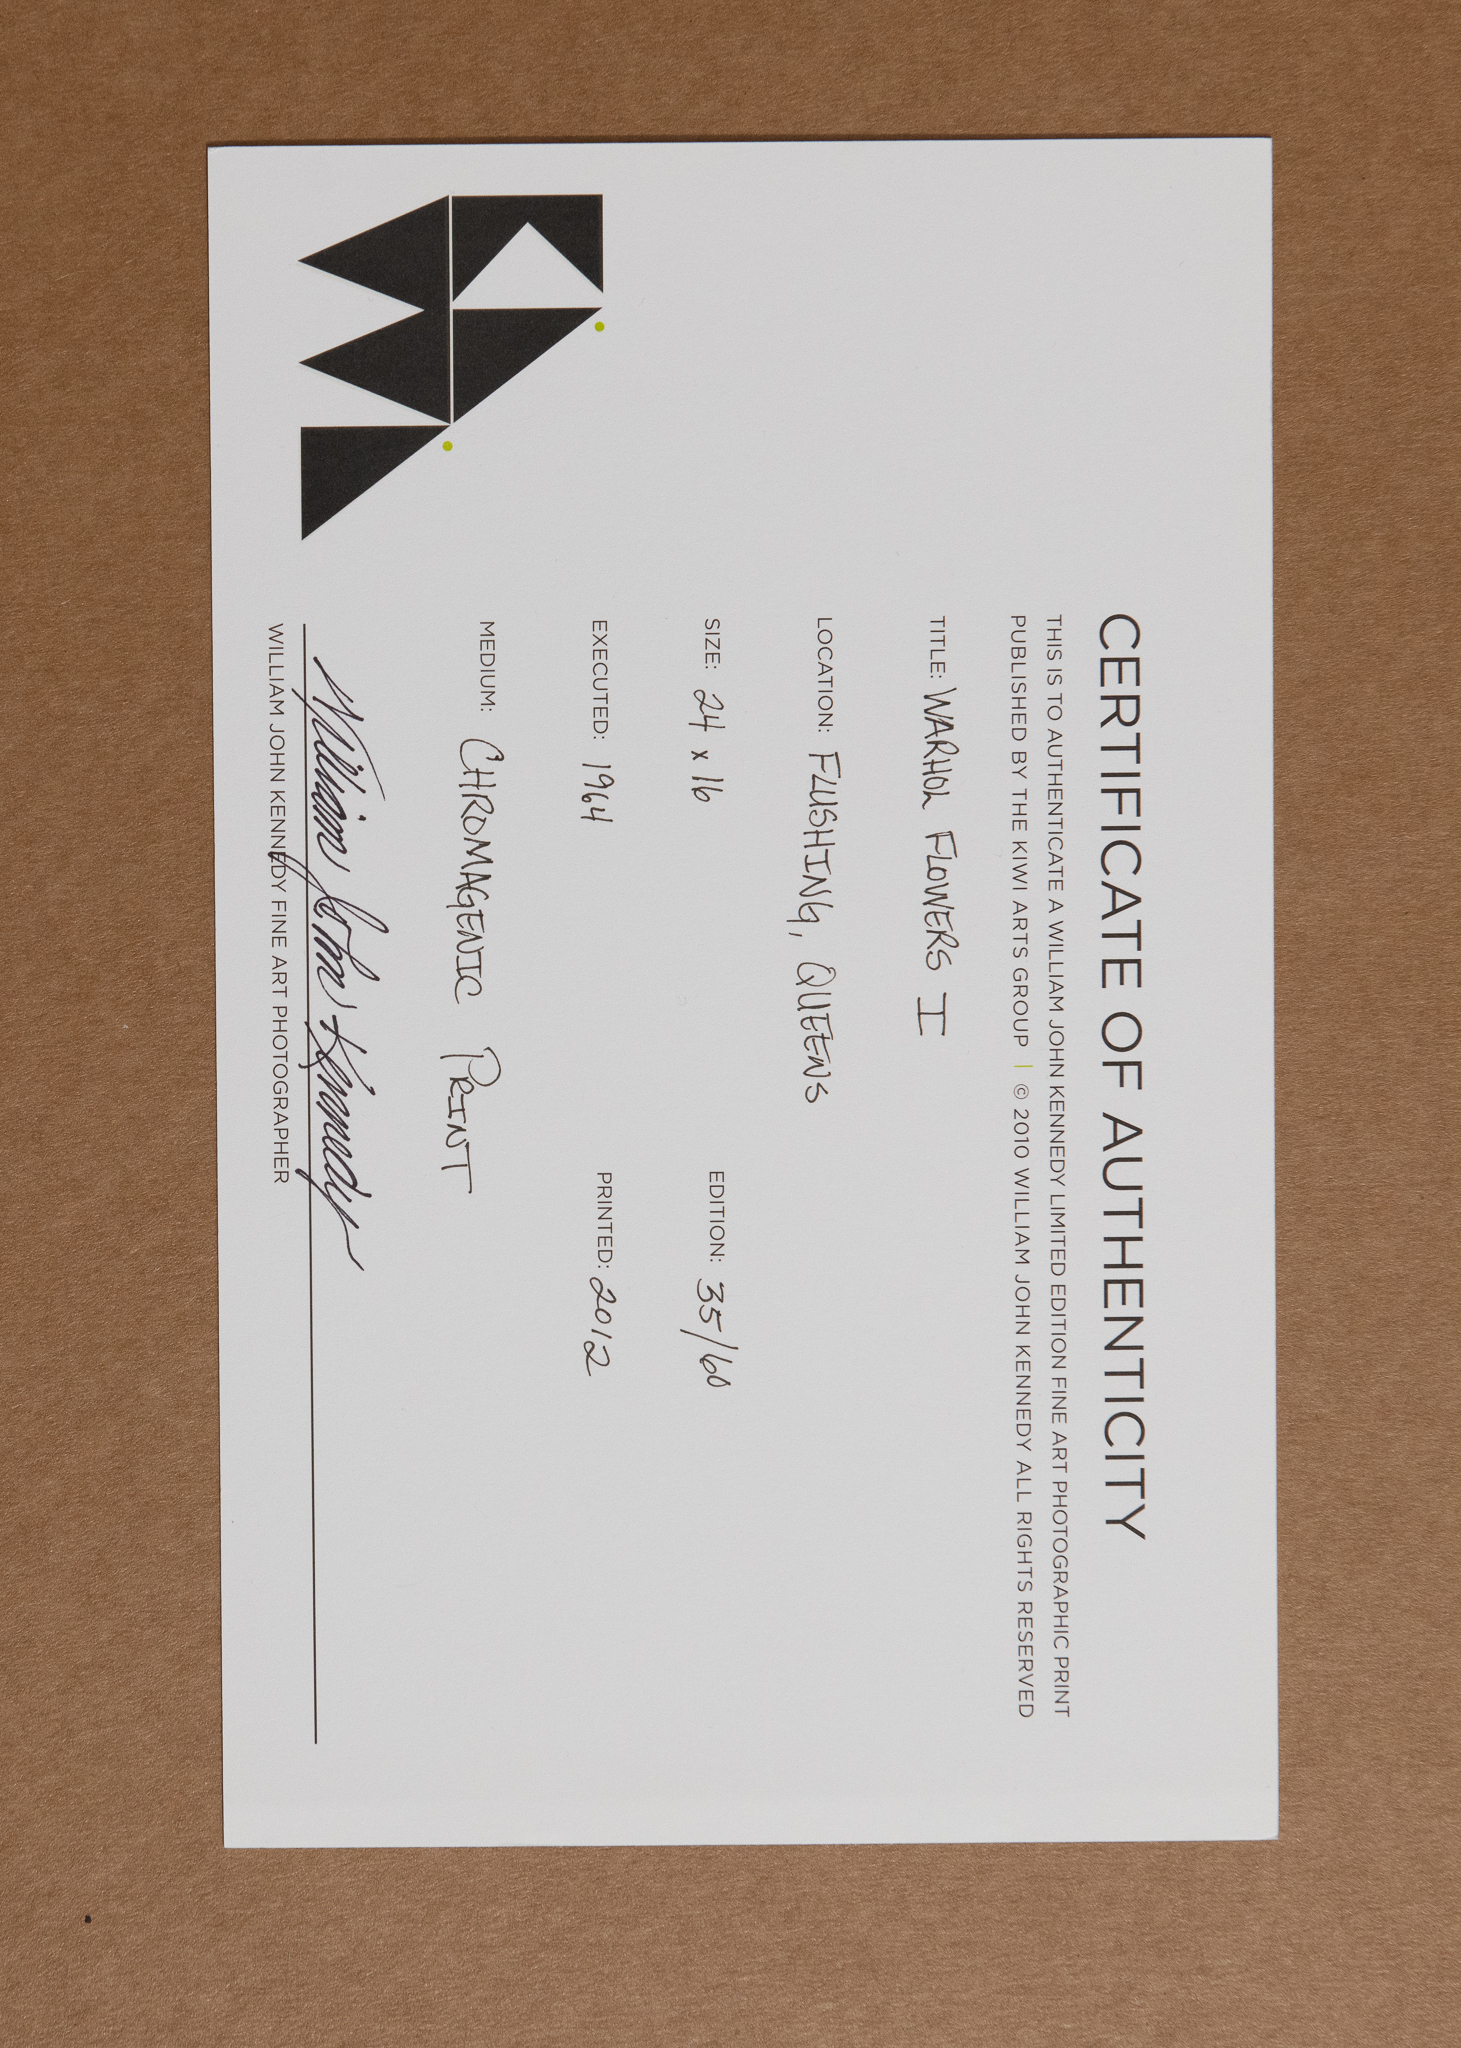 CERTIFICATE OF AUTHENTICITY
THIS IS TO AUTHENTICATE A WILLIAM JOHN KENNEDY LIMITED EDITION FINE ART PHOTOGRAPHIC PRINT
PUBLISHED BY THE KIWI ARTS GROUP | © 2010 WILLIAM JOHN KENNEDY ALL RIGHTS RESERVED
TITLE: WARHOL FLOWERS I
LOCATION: FLUSHING, QUEENS
SIZE: 24 x 16 EDITION: 35/60
EXECUTED: 1964 PRINTED: 2012
MEDIUM: CHROMAGENIC PRINT
William John Kennedy
WILLIAM JOHN KENNEDY FINE ART PHOTOGRAPHER